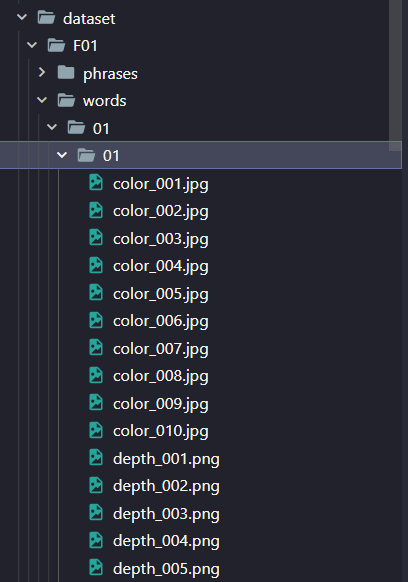 dataset
F01
phrases
words
01
01
color_001.jpg
color_002.jpg
color_003.jpg
color_004.jpg
color_005.jpg
color_006.jpg
color_007.jpg
color_008.jpg
color_009.jpg
color_010.jpg
depth_001.png
depth_002.png
depth_003.png
depth_004.png
depth_005.png